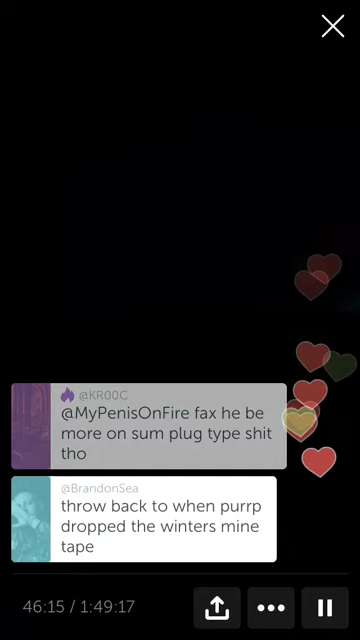 @KR00C
@MyPenisOnFire fax he be
more on sum plug type shit
tho
@BrandonSea
throw back to when purrp
dropped the winters mine
tape
46:15 / 1:49:17